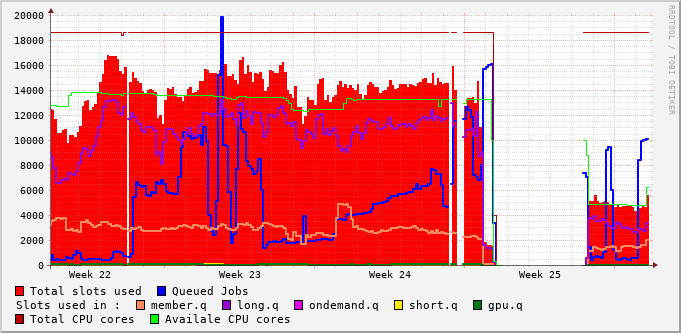 20000
18000
16000
14000
12000
10000
8000
6000
4000
2000
0
Week 22 Week 23 Week 24 Week 25
RRDTOOL / TOBI OETIKER
Total slots used Queued Jobs
Slots used in : member.q long.q ondemand.q short.q gpu.q
Total CPU cores Availale CPU cores